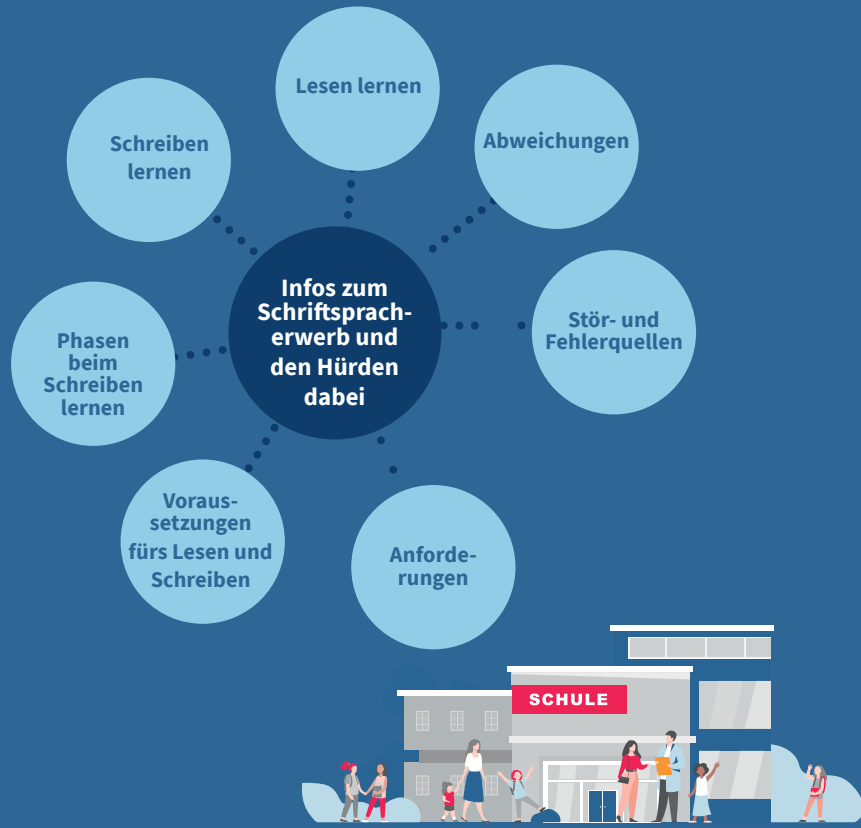 Lesen lernen
Abweichungen
Schreiben
lernen
Infos zum
Schriftsprach-
erwerb und
den Hürden
dabei
Stör- und
Fehlerquellen
Phasen
beim
Schreiben
lernen
Voraus-
setzungen
fürs Lesen und
Schreiben
Anforde-
rungen
SCHULE